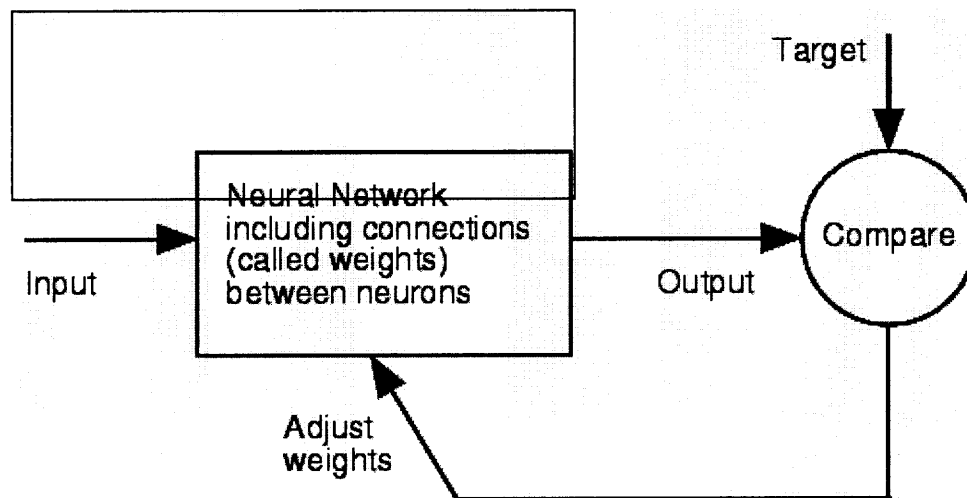 Target
Neural Network
including connections
(called weights)
between neurons
Compare
Input
Output
Adjust
weights